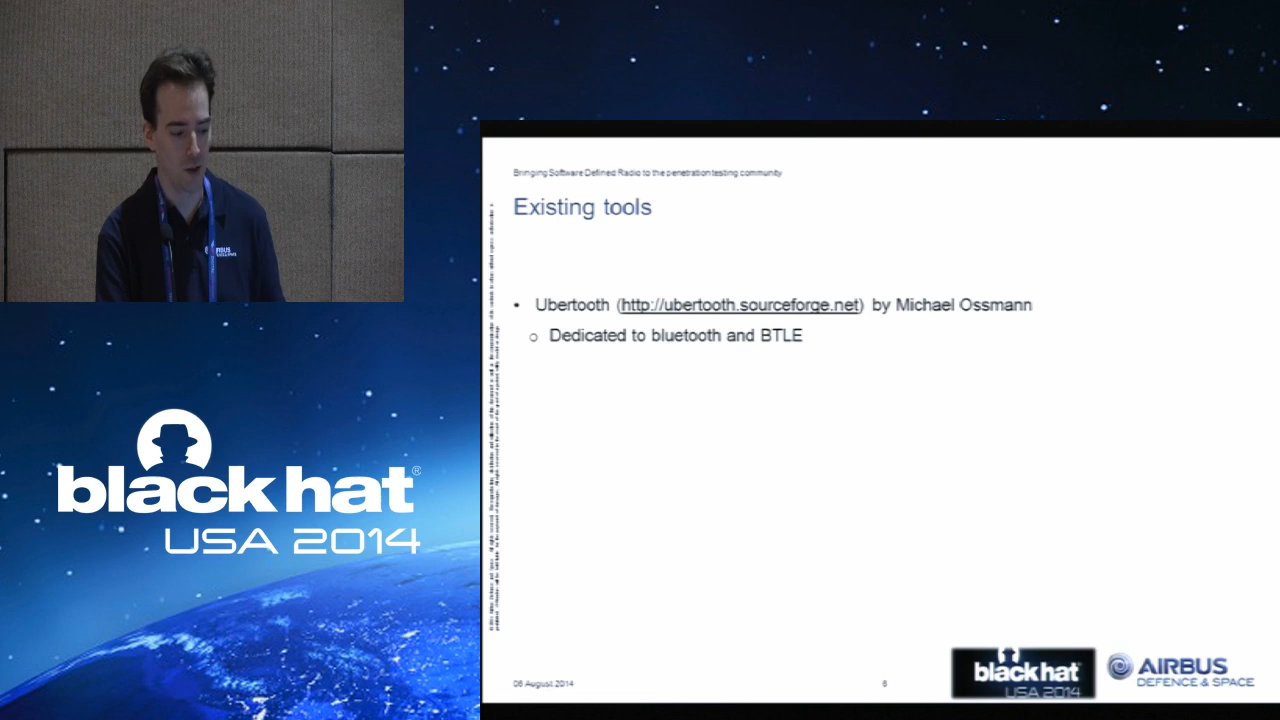 AIRBUS
Bringing Software Defined Radio to the penetration testing community
Existing tools
• Ubertooth (http://ubertooth.sourceforge.net) by Michael Ossmann
o Dedicated to bluetooth and BTLE
black hat®
USA 2014
06 August 2014
6
black hat
USA 2014
AIRBUS
DEFENCE & SPACE